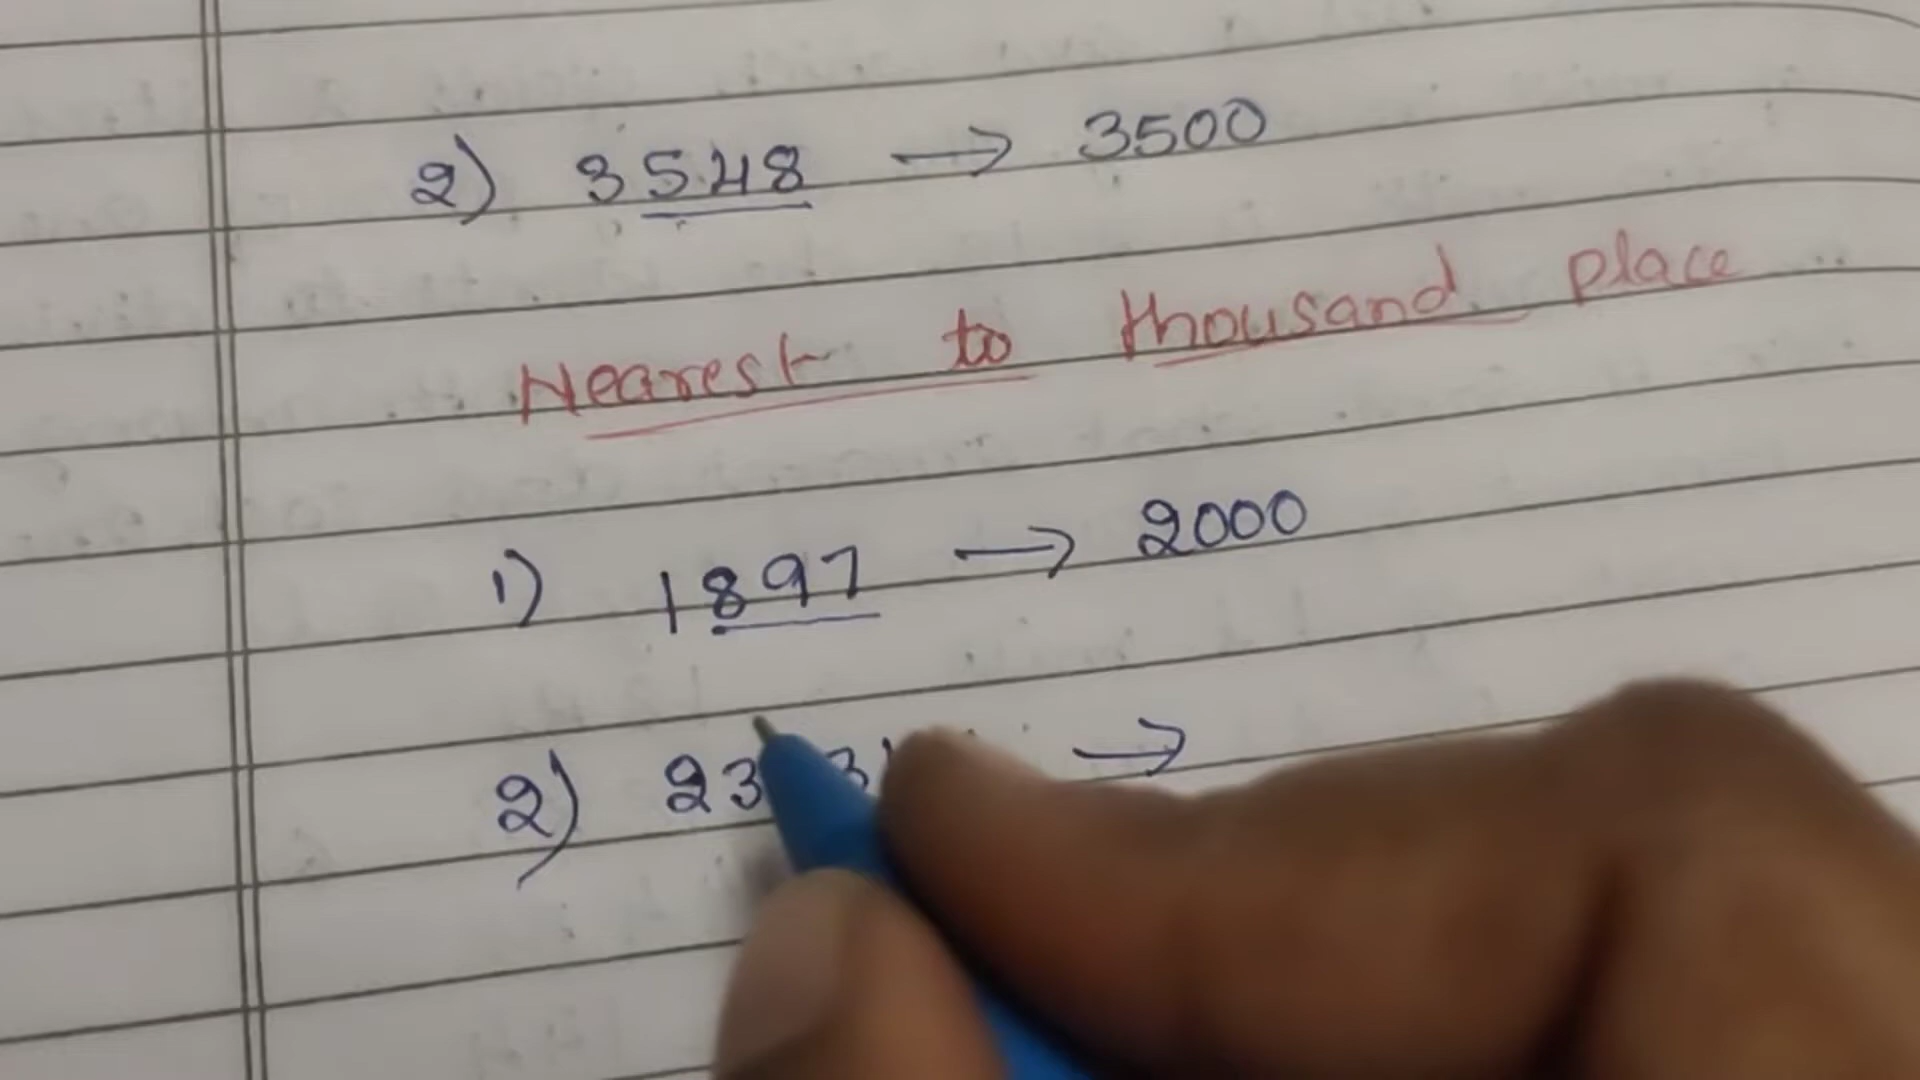 2) 3548 → 3500
Nearest to thousand place
1) 1897 → 2000
2) 23 →